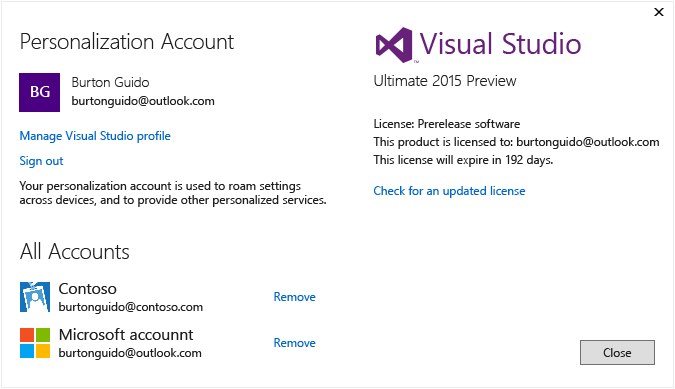 Personalization Account
BG
Burton Guido
burtonguido@outlook.com
Manage Visual Studio profile
Sign out
Your personalization account is used to roam settings
across devices, and to provide other personalized services.
All Accounts
Contoso
burtonguido@contoso.com
Remove
Microsoft accounnt
burtonguido@outlook.com
Remove
Visual Studio
Ultimate 2015 Preview
License: Prerelease software
This product is licensed to: burtonguido@outlook.com
This license will expire in 192 days.
Check for an updated license
Close